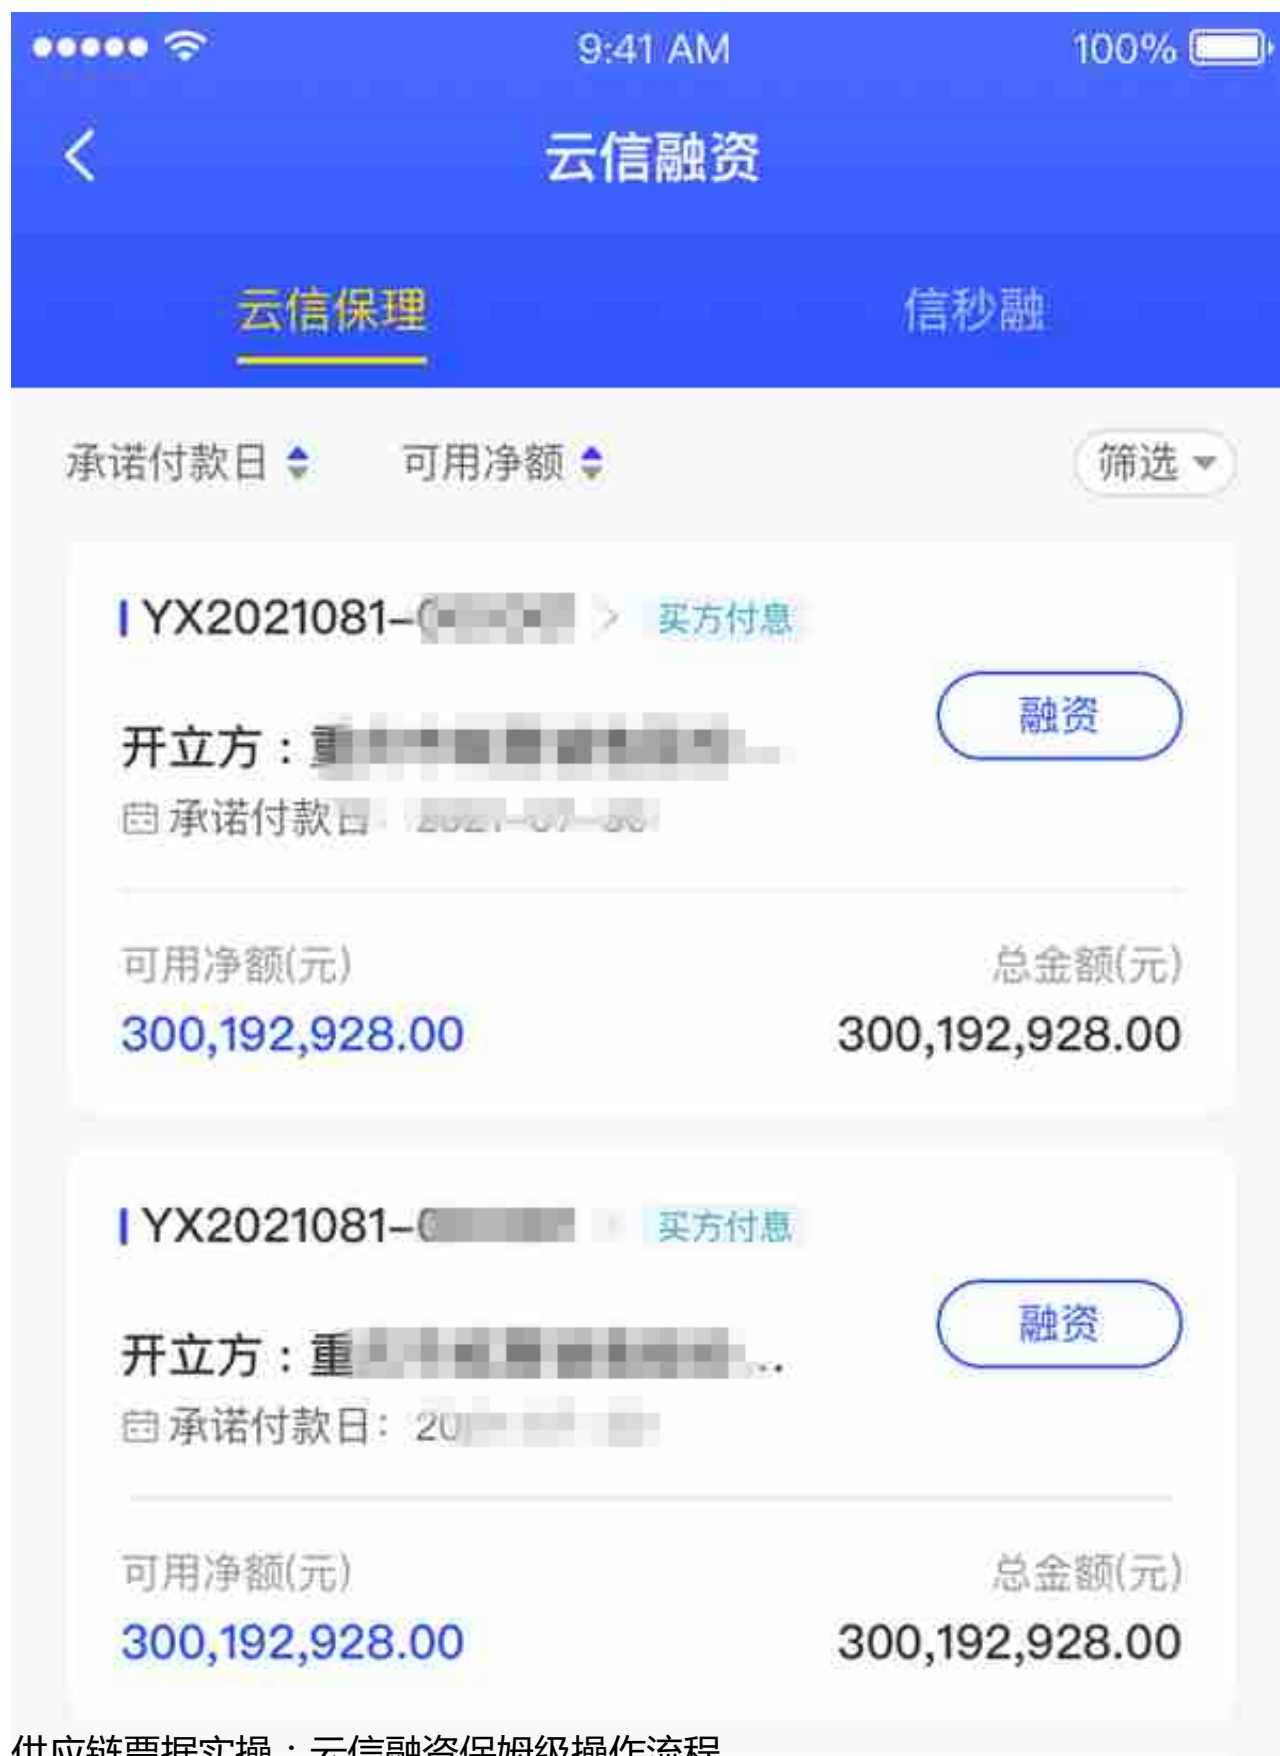 9:41 AM 100%
云信融资
云信保理 信秒融
承诺付款日 可用净额 筛选
YX2021081- 买方付息
融资
开立方：重
承诺付款日：
可用净额(元) 总金额(元)
300,192,928.00 300,192,928.00
YX2021081- 买方付息
融资
开立方：重
承诺付款日：20
可用净额(元) 总金额(元)
300,192,928.00 300,192,928.00
供应链票据实操：云信融资保姆级操作流程